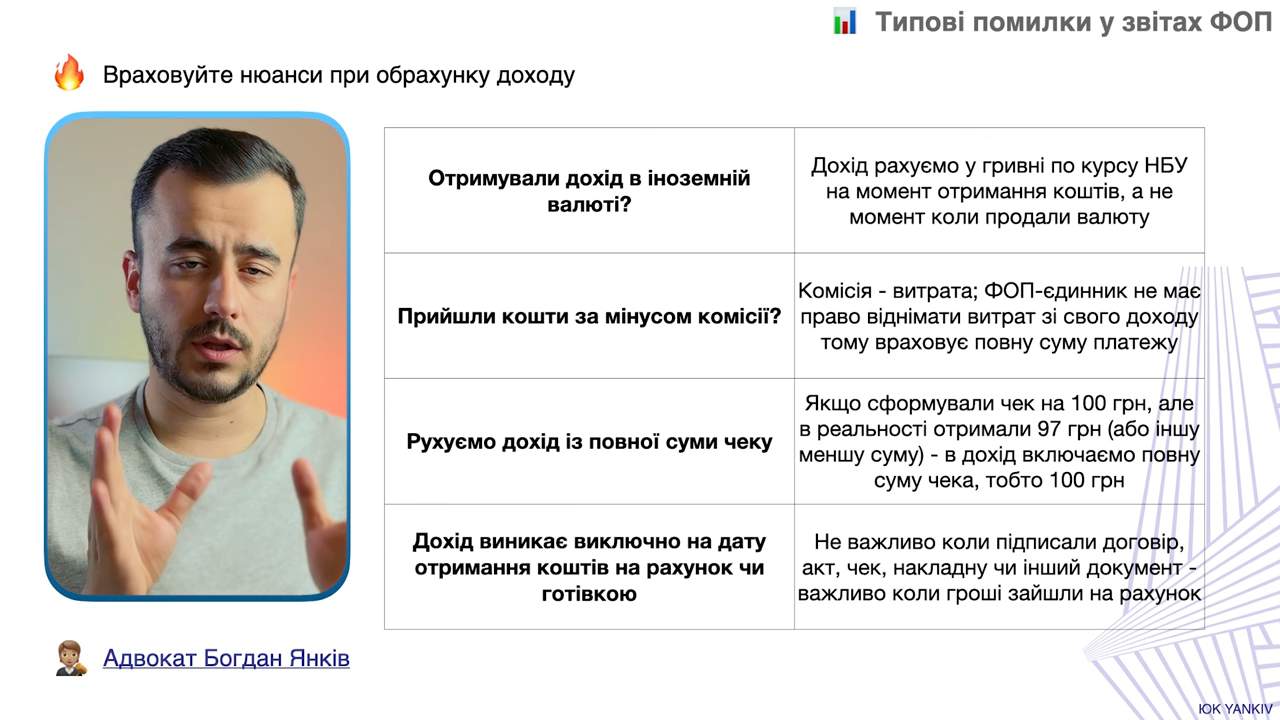 Типові помилки у звітах ФОП
Враховуйте нюанси при обрахунку доходу
Отримували дохід в іноземній
валюті?
Дохід рахуємо у гривні по курсу НБУ
на момент отримання коштів, а не
момент коли продали валюту
Прийшли кошти за мінусом комісії?
Комісія - витрата; ФОП-єдинник не має
право віднімати витрат зі свого доходу
тому враховує повну суму платежу
Рухуємо дохід із повної суми чеку
Якщо сформували чек на 100 грн, але
в реальності отримали 97 грн (або іншу
меншу суму) - в дохід включаємо повну
суму чека, тобто 100 грн
Дохід виникає виключно на дату
отримання коштів на рахунок чи
готівкою
Не важливо коли підписали договір,
акт, чек, накладну чи інший документ -
важливо коли гроші зайшли на рахунок
Адвокат Богдан Янків
ЮК YANKIV